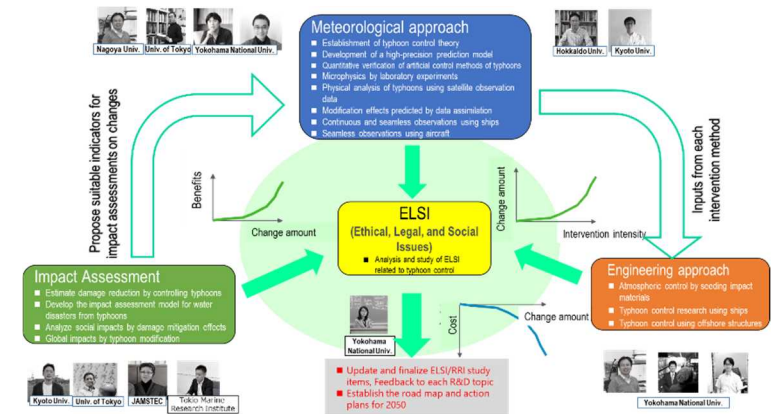 Meteorological approach
■ Establishment of typhoon control theory
■ Development of a high-precision prediction model
■ Quantitative verification of artificial control methods of typhoons
■ Microphysics by laboratory experiments
■ Physical analysis of typhoons using satellite observation
data
■ Modification effects predicted by data assimilation
■ Continuous and seamless observations using ships
■ Seamless observations using aircraft
Nagoya Univ.
Univ. of Tokyo
Yokohama National Univ.
Hokkaido Univ.
Kyoto Univ.
Propose suitable indicators for
impact assessments on changes
Inputs from each
intervention method
Benefits
Change amount
Change amount
Intervention intensity
ELSI
(Ethical, Legal, and Social
Issues)
■ Analysis and study of ELSI
related to typhoon control
Impact Assessment
■ Estimate damage reduction by controlling typhoons
■ Develop the impact assessment model for water
disasters from typhoons
■ Analyze social impacts by damage mitigation effects
■ Global impacts by typhoon modification
Engineering approach
■ Atmospheric control by seeding impact
materials
■ Typhoon control research using ships
■ Typhoon control using offshore structures
Cost
Change amount
Yokohama
National Univ.
■ Update and finalize ELSI/RRI study
items, Feedback to each R&D topic
■ Establish the road map and action
plans for 2050
Kyoto Univ.
Univ. of Tokyo
JAMSTEC
Tokio Marine
Research Institute
Yokohama National Univ.